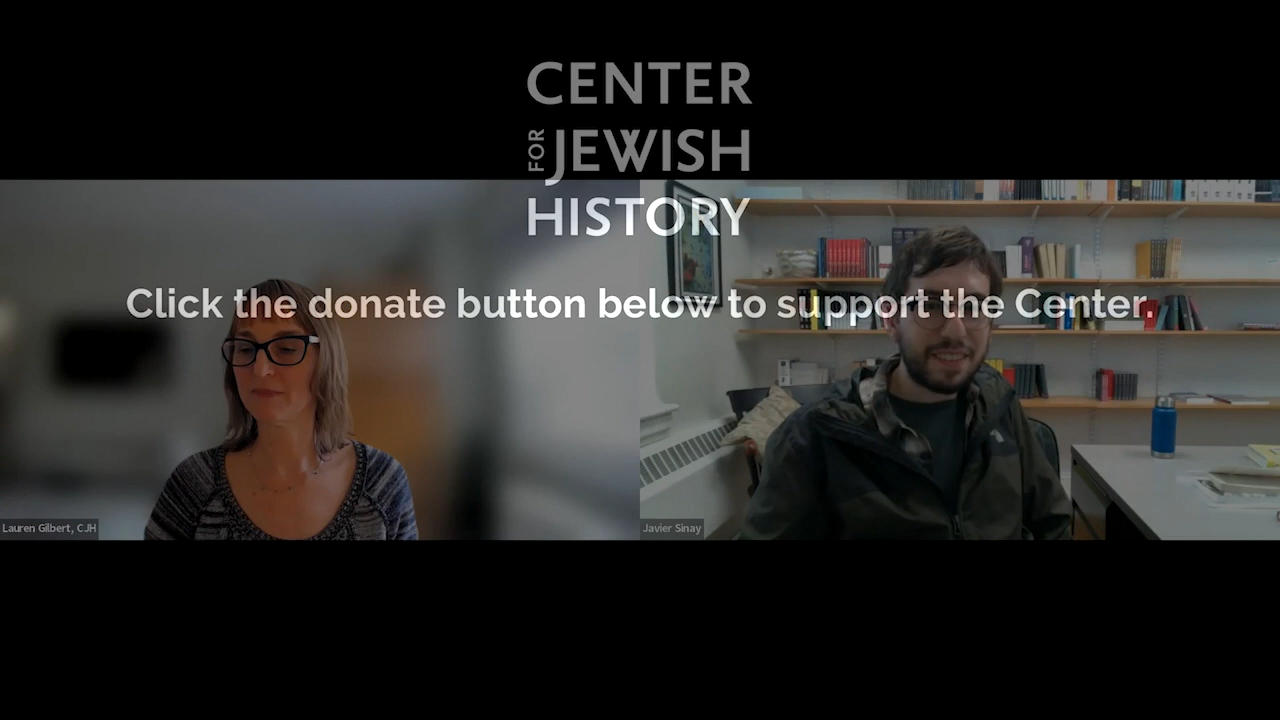 CENTER
FOR JEWISH
HISTORY
Click the donate button below to support the Center.
Lauren Gilbert, CJH
Javier Sinay